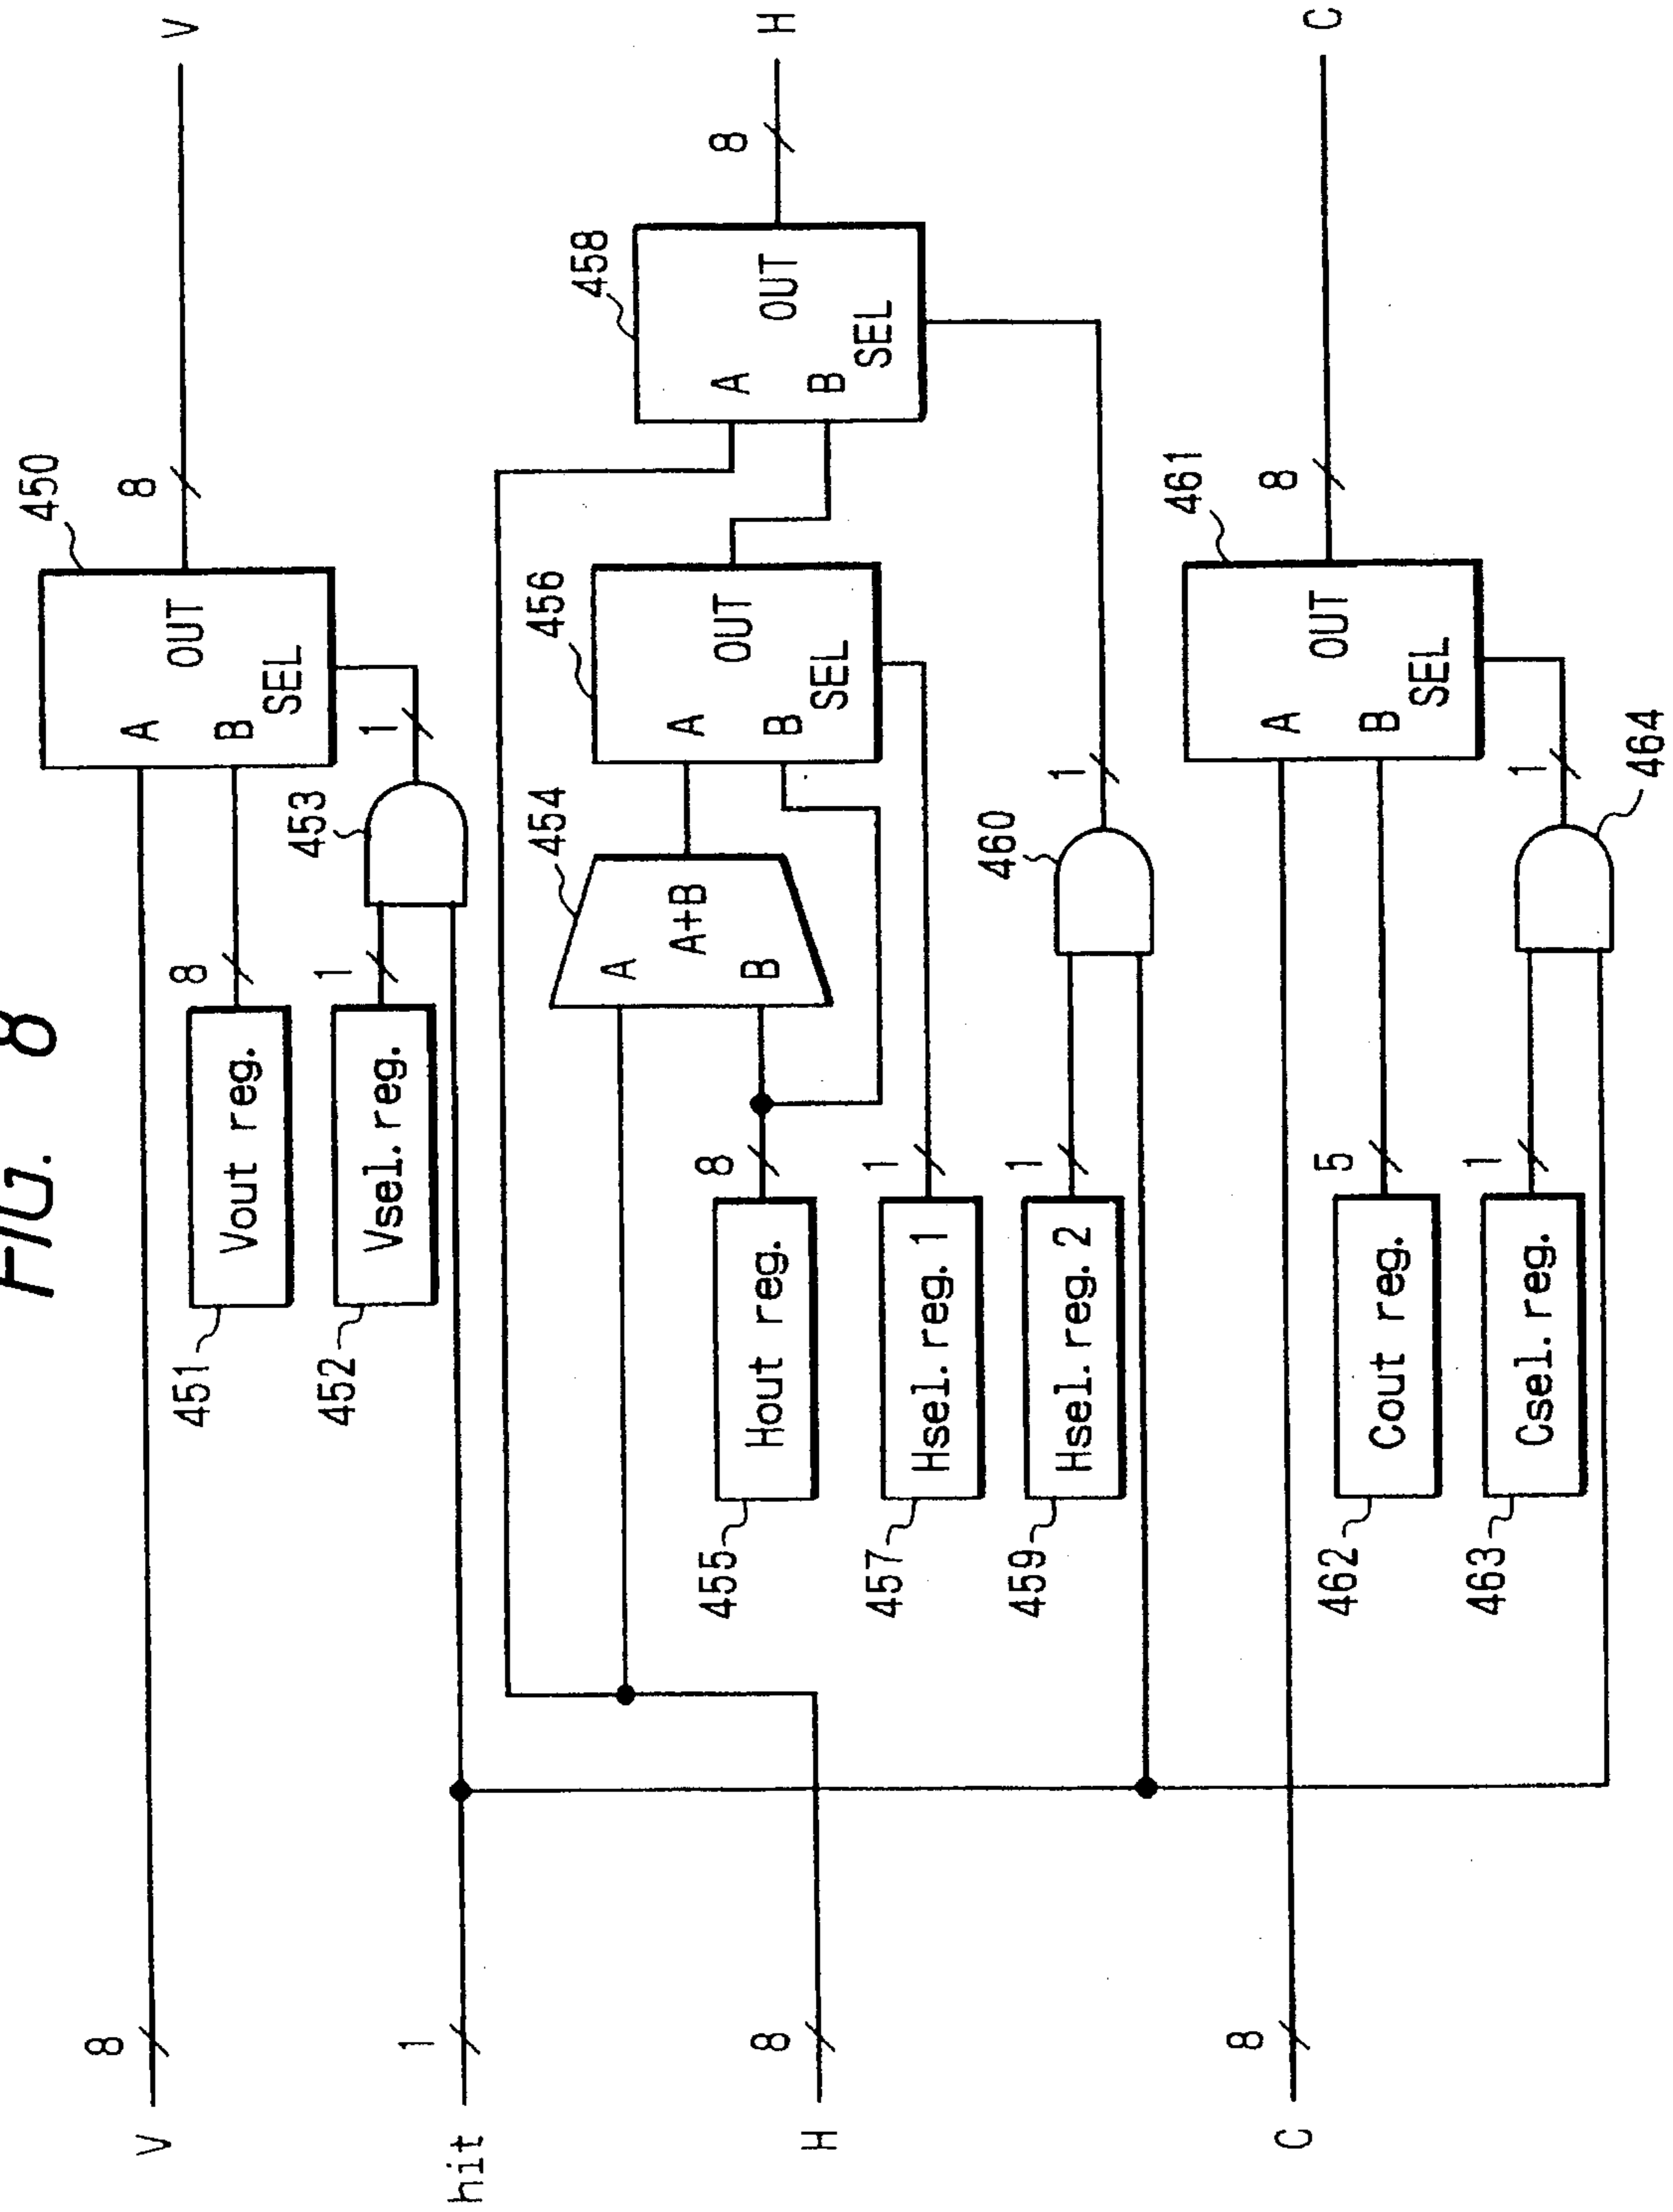 FIG. 8
V
8
450
A
B
OUT
SEL
8
V
451
Vout reg.
8
452
Vsel.reg.
1
453
1
hit
1
454
A
B
A+B
456
A
B
OUT
SEL
458
A
B
OUT
SEL
8
H
H
8
455
Hout reg.
8
457
Hsel.reg.1
1
459
Hsel.reg.2
1
460
1
C
8
461
A
B
OUT
SEL
8
C
462
Cout reg.
5
463
Csel.reg.
1
464
1